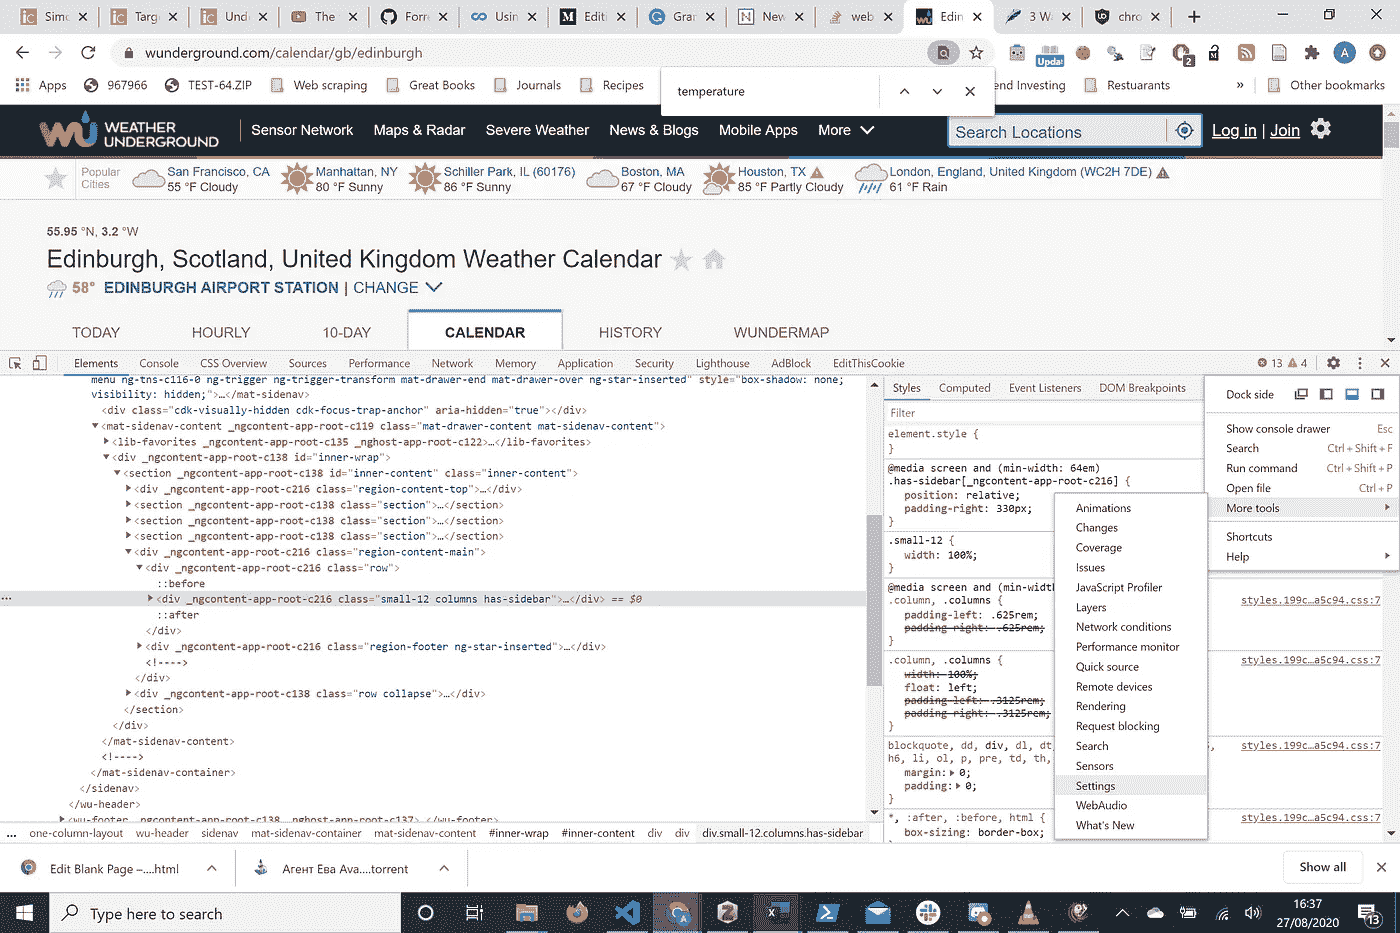 Simc
Targ
Und
The
Forr
Usin
Editi
Grar
New
web
Edin
3 Wa
chro
wunderground.com/calendar/gb/edinburgh
Updat
2
A
Apps
967966
TEST-64.ZIP
Web scraping
Great Books
Journals
Recipes
temperature
end Investing
Resturants
»
Other bookmarks
WEATHER UNDERGROUND
Sensor Network
Maps & Radar
Severe Weather
News & Blogs
Mobile Apps
More
Search Locations
Log in | Join
Popular Cities
San Francisco, CA
55 °F Cloudy
Manhattan, NY
80 °F Sunny
Schiller Park, IL (60176)
86 °F Sunny
Boston, MA
67 °F Cloudy
Houston, TX
85 °F Partly Cloudy
London, England, United Kingdom (WC2H 7DE)
61 °F Rain
55.95 °N, 3.2 °W
Edinburgh, Scotland, United Kingdom Weather Calendar
58° EDINBURGH AIRPORT STATION | CHANGE
TODAY
HOURLY
10-DAY
CALENDAR
HISTORY
WUNDERMAP
Elements
Console
CSS Overview
Sources
Performance
Network
Memory
Application
Security
Lighthouse
AdBlock
EditThisCookie
13
4
menu ng-tns-c116-0 ng-trigger ng-trigger-transform mat-drawer-end mat-drawer-over ng-star-inserted" style="box-shadow: none;
visibility: hidden;">…</mat-sidenav>
<div class="cdk-visually-hidden cdk-focus-trap-anchor" aria-hidden="true"></div>
<mat-sidenav-content _ngcontent-app-root-c119 class="mat-drawer-content mat-sidenav-content">
<lib-favorites _ngcontent-app-root-c135 _nghost-app-root-c122>…</lib-favorites>
<div _ngcontent-app-root-c138 id="inner-wrap">
<section _ngcontent-app-root-c138 id="inner-content" class="inner-content">
<div _ngcontent-app-root-c216 class="region-content-top">…</div>
<section _ngcontent-app-root-c138 class="section">…</section>
<section _ngcontent-app-root-c138 class="section">…</section>
<section _ngcontent-app-root-c138 class="section">…</section>
<div _ngcontent-app-root-c216 class="region-content-main">
<div _ngcontent-app-root-c216 class="row">
::before
<div _ngcontent-app-root-c216 class="small-12 columns has-sidebar">…</div> == $0
::after
</div>
<div _ngcontent-app-root-c216 class="region-footer ng-star-inserted">…</div>
<!---->
</div>
<div _ngcontent-app-root-c138 class="row collapse">…</div>
</section>
</div>
</mat-sidenav-content>
<!---->
</mat-sidenav-container>
</sidenav>
</wu-header>
... one-column-layout wu-header sidenav mat-sidenav-container mat-sidenav-content #inner-wrap #inner-content div div div.small-12.columns.has-sidebar
Styles
Computed
Event Listeners
DOM Breakpoints
Filter
element.style {
}
@media screen and (min-width: 64em)
.has-sidebar[_ngcontent-app-root-c216] {
position: relative;
padding-right: 330px;
}
.small-12 {
width: 100%;
}
@media screen and (min-widt
.column, .columns {
padding-left: .625rem;
padding-right: .625rem;
}
styles.199c…a5c94.css:7
.column, .columns {
width: 100%;
float: left;
padding-left: .3125rem;
padding-right: .3125rem;
}
styles.199c…a5c94.css:7
blockquote, dd, div, dl, dt,
h6, li, ol, p, pre, td, th,
margin: 0;
padding: 0;
}
styles.199c…a5c94.css:7
*, :after, :before, html {
box-sizing: border-box;
styles.199c…a5c94.css:7
Dock side
Show console drawer Esc
Search Ctrl + Shift + F
Run command Ctrl + Shift + P
Open file Ctrl + P
More tools
Shortcuts
Help
Animations
Changes
Coverage
Issues
JavaScript Profiler
Layers
Network conditions
Performance monitor
Quick source
Remote devices
Rendering
Request blocking
Search
Sensors
Settings
WebAudio
What's New
Edit Blank Page –....html
Агент Ева Ava....torrent
Show all
Type here to search
16:37
27/08/2020
13